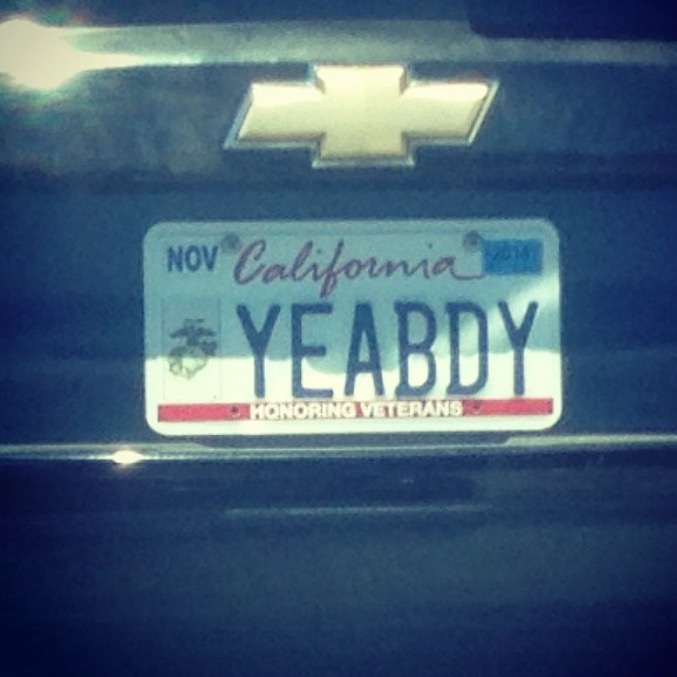 NOV California 2014
YEABDY
HONORING VETERANS